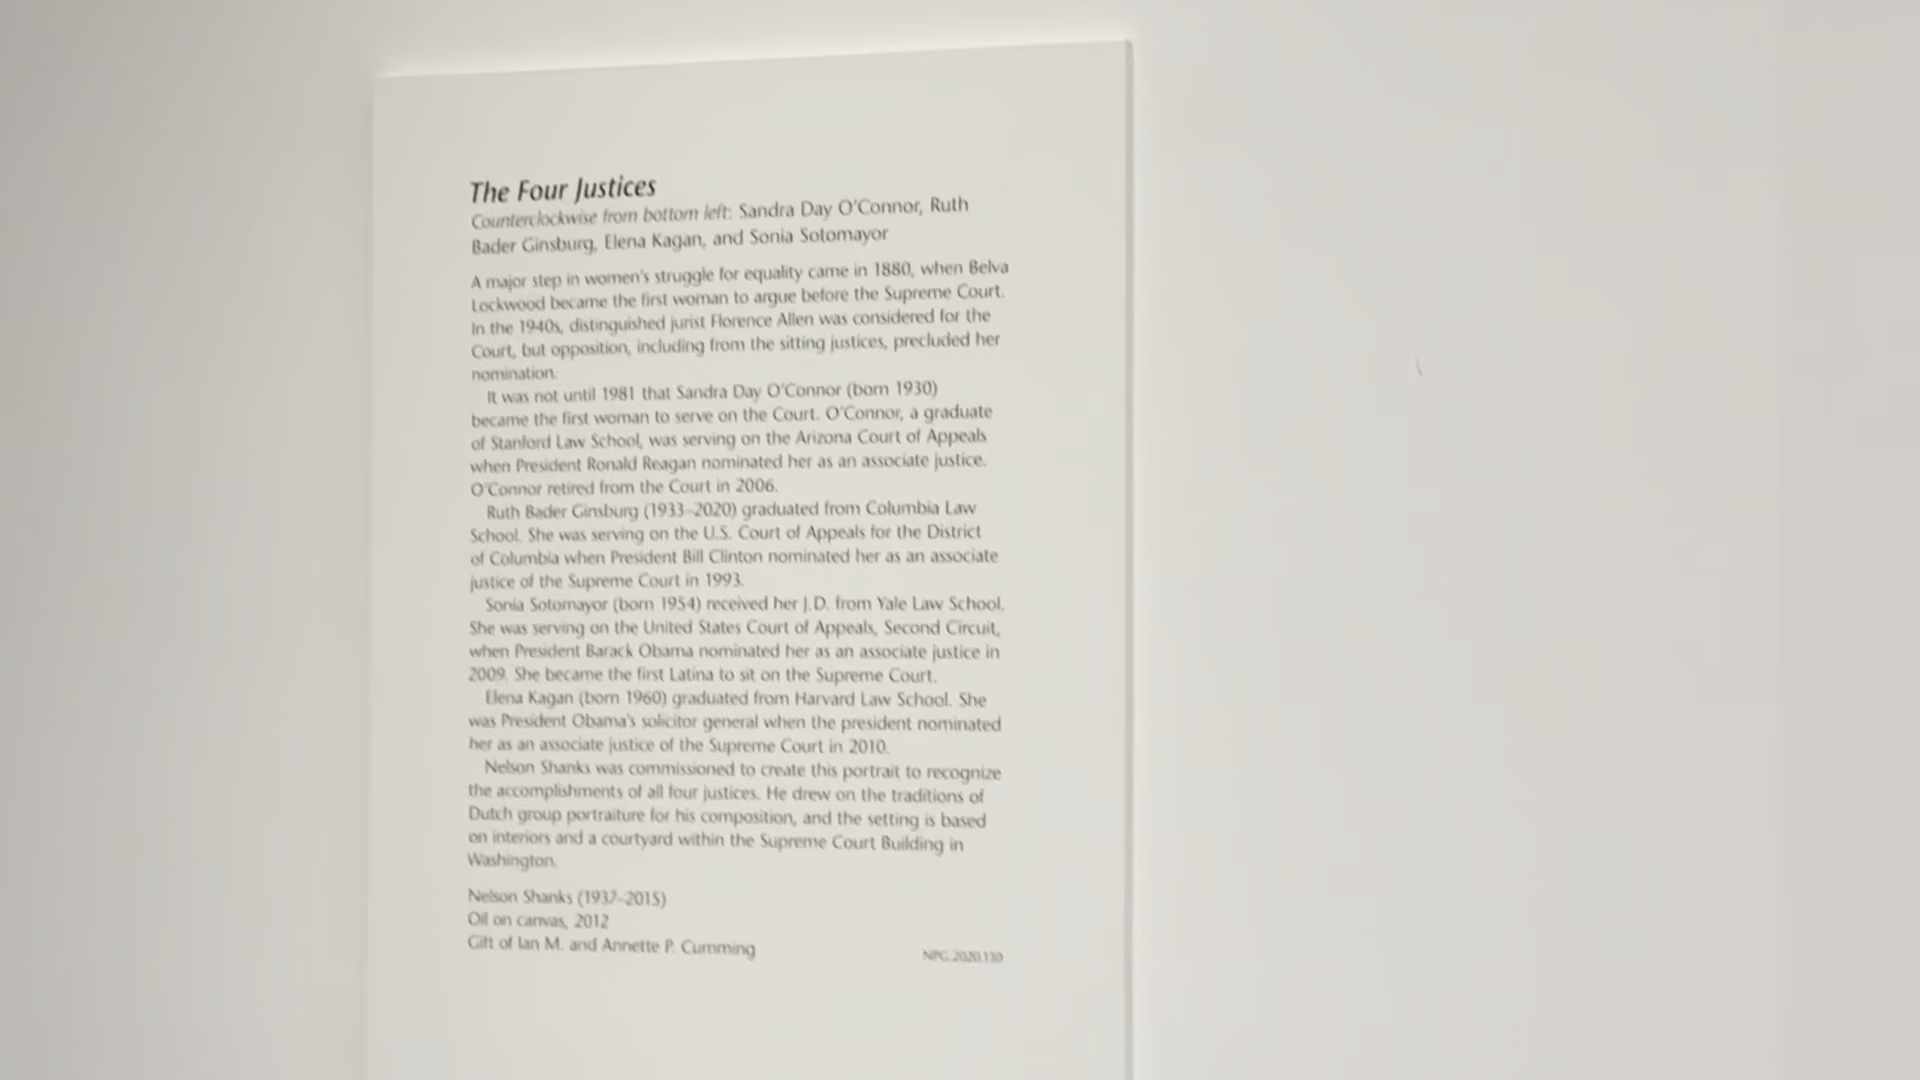 The Four Justices
Counterclockwise from bottom left: Sandra Day O'Connor, Ruth
Bader Ginsburg, Elena Kagan, and Sonia Sotomayor
A major step in women's struggle for equality came in 1880, when Belva
Lockwood became the first woman to argue before the Supreme Court.
In the 1940s, distinguished jurist Florence Allen was considered for the
Court, but opposition, including from the sitting justices, precluded her
nomination.
It was not until 1981 that Sandra Day O'Connor (born 1930)
became the first woman to serve on the Court. O'Connor, a graduate
of Stanford Law School, was serving on the Arizona Court of Appeals
when President Ronald Reagan nominated her as an associate justice.
O'Connor retired from the Court in 2006.
Ruth Bader Ginsburg (1933–2020) graduated from Columbia Law
School. She was serving on the U.S. Court of Appeals for the District
of Columbia when President Bill Clinton nominated her as an associate
justice of the Supreme Court in 1993.
Sonia Sotomayor (born 1954) received her J.D. from Yale Law School.
She was serving on the United States Court of Appeals, Second Circuit,
when President Barack Obama nominated her as an associate justice in
2009. She became the first Latina to sit on the Supreme Court.
Elena Kagan (born 1960) graduated from Harvard Law School. She
was President Obama's solicitor general when the president nominated
her as an associate justice of the Supreme Court in 2010.
Nelson Shanks was commissioned to create this portrait to recognize
the accomplishments of all four justices. He drew on the traditions of
Dutch group portraiture for his composition, and the setting is based
on interiors and a courtyard within the Supreme Court Building in
Washington.
Nelson Shanks (1937–2015)
Oil on canvas, 2012
Gift of Ian M. and Annette P. Cumming
NPG.2020.130